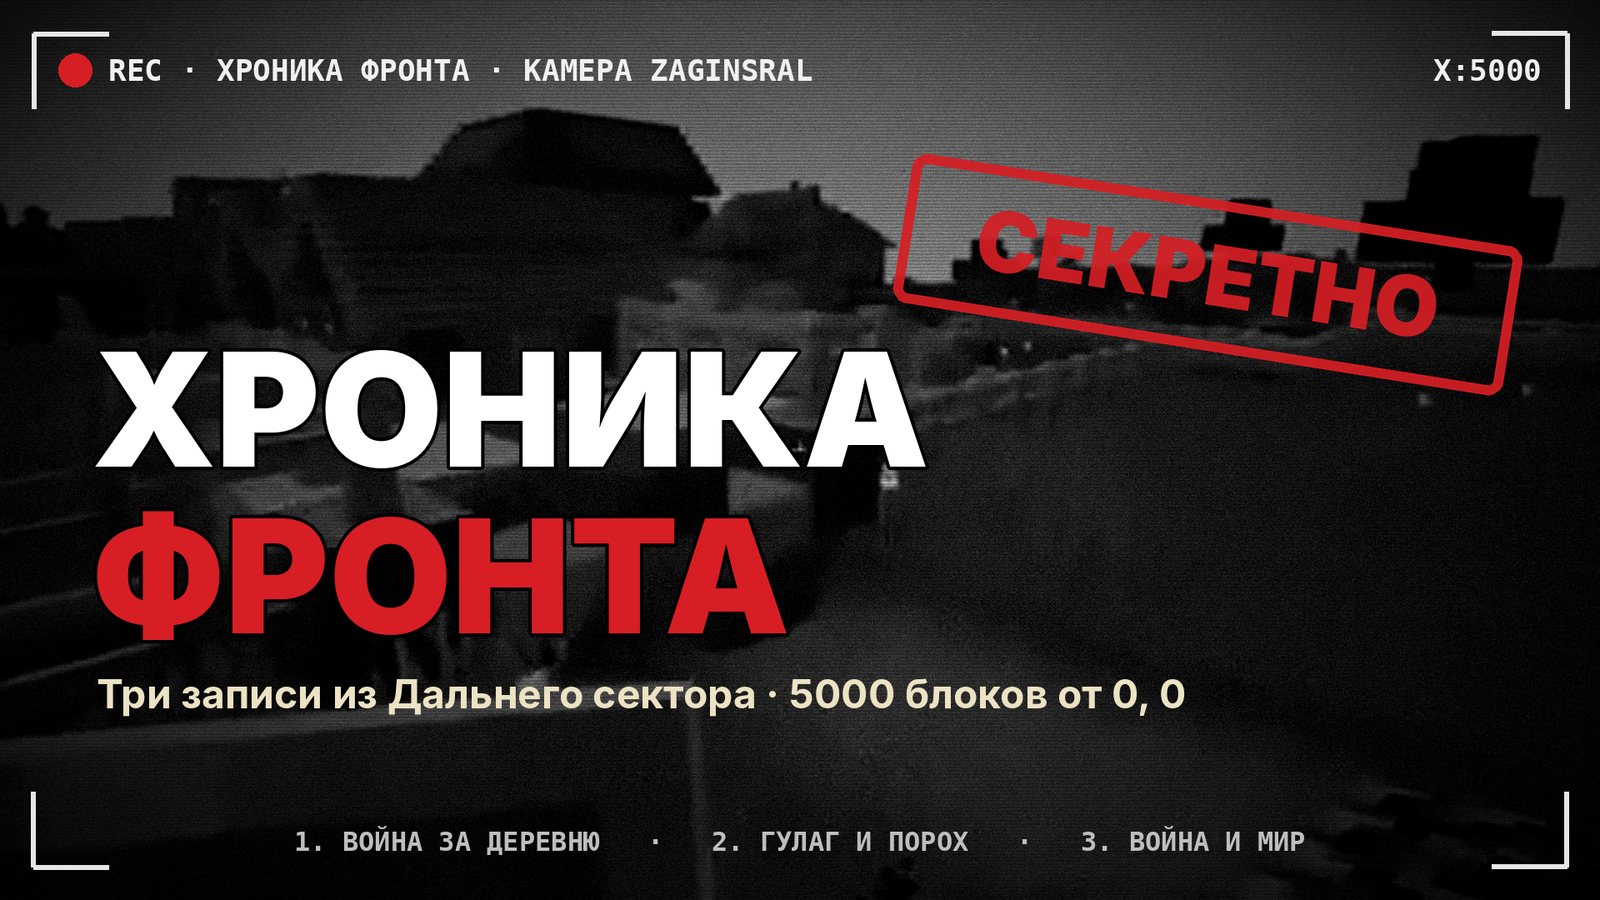 REC · ХРОНИКА ФРОНТА · КАМЕРА ZAGINSRAL
X:5000
СЕКРЕТНО
ХРОНИКА
ФРОНТА
Три записи из Дальнего сектора · 5000 блоков от 0, 0
1. ВОЙНА ЗА ДЕРЕВНЮ · 2. ГУЛАГ И ПОРОХ · 3. ВОЙНА И МИР